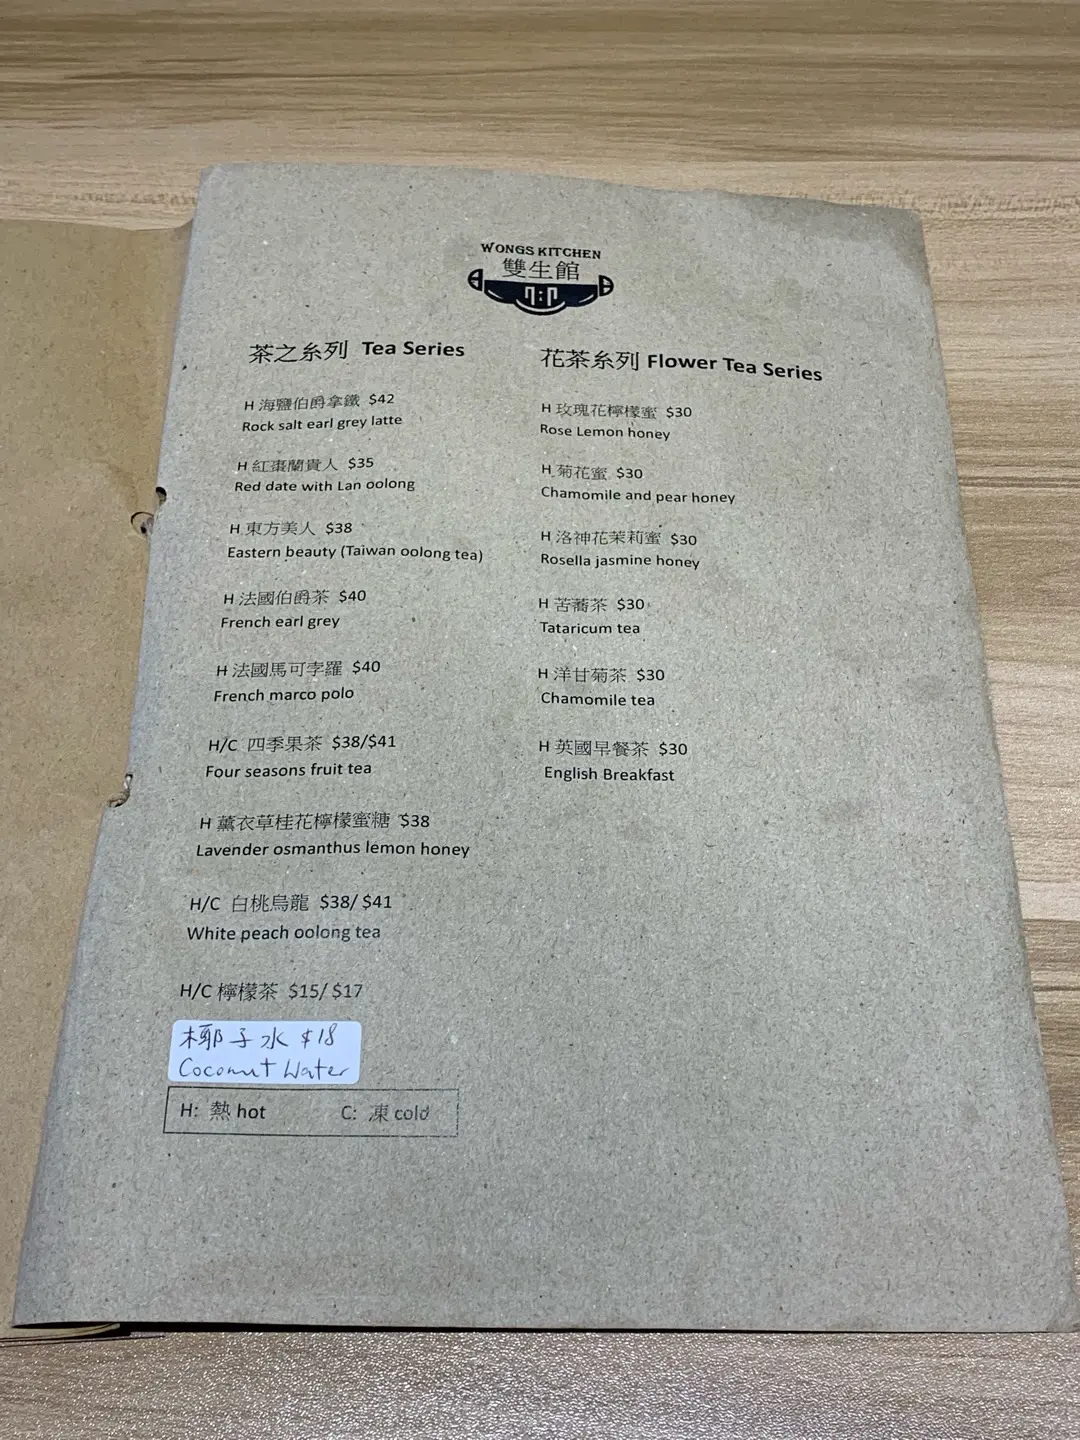 WONGS KITCHEN
雙生館
茶之糸列 Tea Series
H 海鹽伯爵拿鐵 $42
Rock salt earl grey latte
H 紅棗蘭貴人 $35
Red date with Lan oolong
H 東方美人 $38
Eastern beauty (Taiwan oolong tea)
H 法國伯爵茶 $40
French earl grey
H 法國馬可孛羅 $40
French marco polo
H/C 四季果茶 $38/$41
Four seasons fruit tea
H 薰衣草桂花檸檬蜜糖 $38
Lavender osmanthus lemon honey
H/C 白桃烏龍 $38/ $41
White peach oolong tea
H/C 檸檬茶 $15/ $17
椰子水 $18
Coconut Water
H: 熱 hot C: 凍 cold
花茶糸列 Flower Tea Series
H 玫瑰花檸檬蜜 $30
Rose Lemon honey
H 菊花蜜 $30
Chamomile and pear honey
H 洛神花茉莉蜜 $30
Rosella jasmine honey
H 苦蕎茶 $30
Tataricum tea
H 洋甘菊茶 $30
Chamomile tea
H 英國早餐茶 $30
English Breakfast